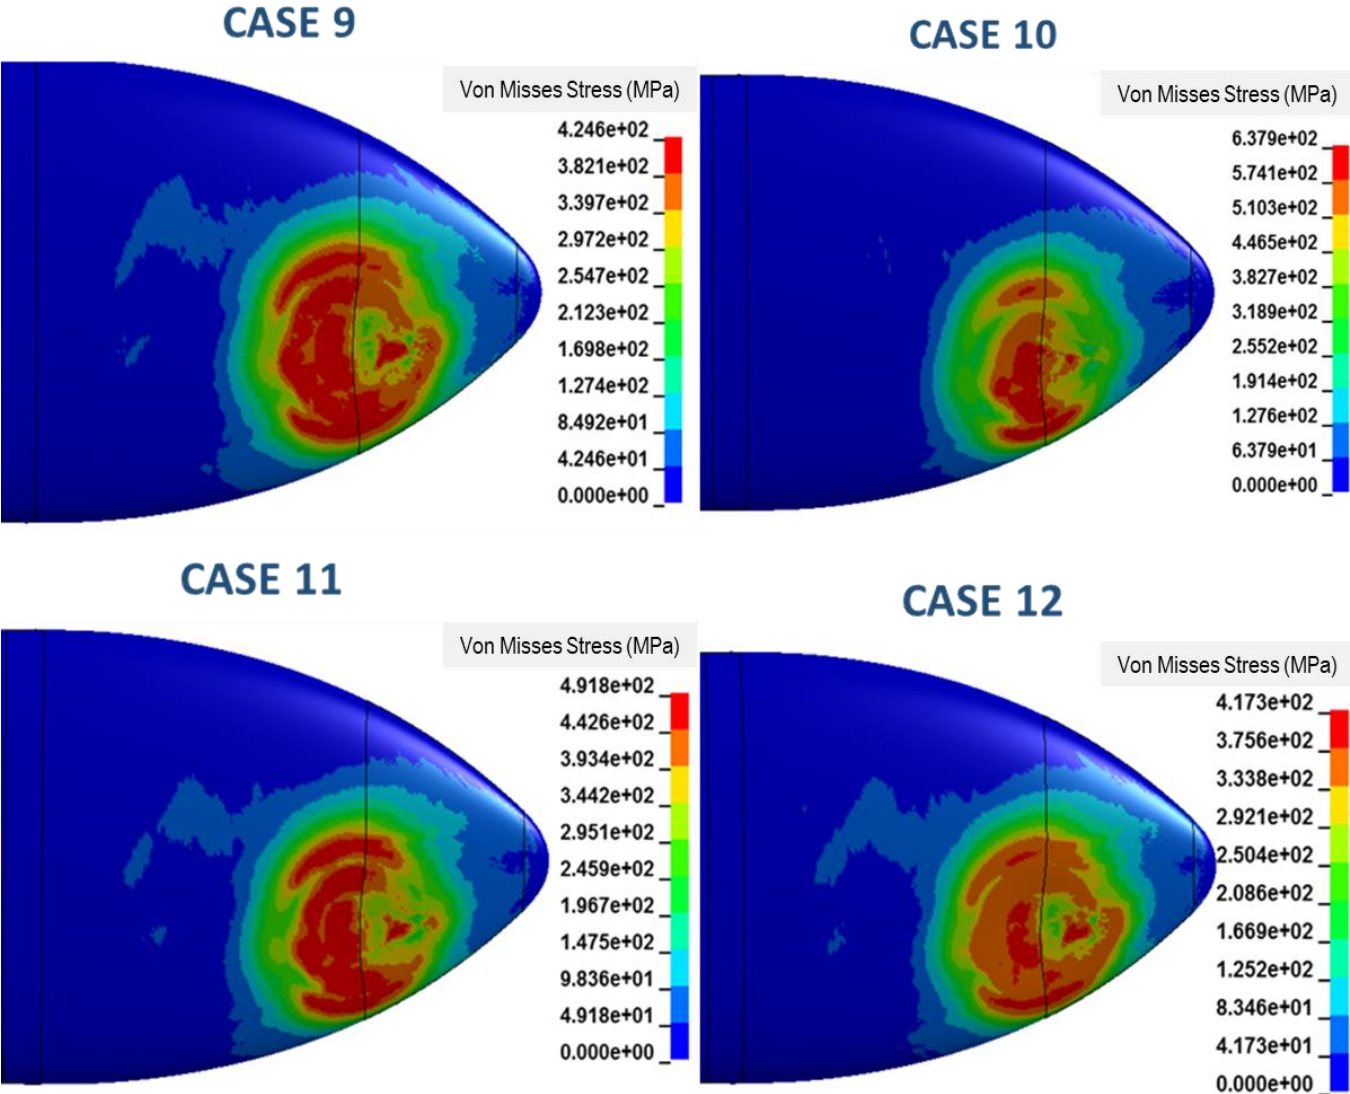 CASE 9
Von Misses Stress (MPa)
4.246e+02
3.821e+02
3.397e+02
2.972e+02
2.547e+02
2.123e+02
1.698e+02
1.274e+02
8.492e+01
4.246e+01
0.000e+00
CASE 10
Von Misses Stress (MPa)
6.379e+02
5.741e+02
5.103e+02
4.465e+02
3.827e+02
3.189e+02
2.552e+02
1.914e+02
1.276e+02
6.379e+01
0.000e+00
CASE 11
Von Misses Stress (MPa)
4.918e+02
4.426e+02
3.934e+02
3.442e+02
2.951e+02
2.459e+02
1.967e+02
1.475e+02
9.836e+01
4.918e+01
0.000e+00
CASE 12
Von Misses Stress (MPa)
4.173e+02
3.756e+02
3.338e+02
2.921e+02
2.504e+02
2.086e+02
1.669e+02
1.252e+02
8.346e+01
4.173e+01
0.000e+00